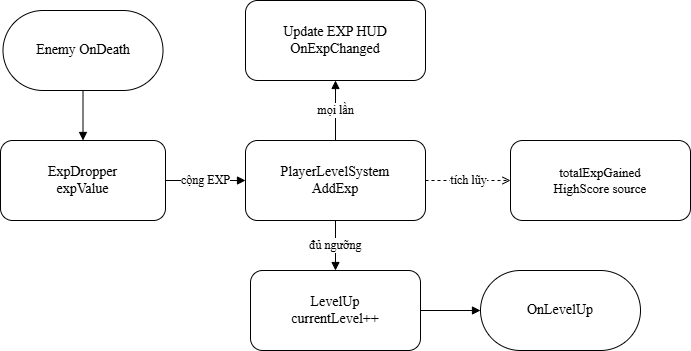 Enemy OnDeath
Update EXP HUD
OnExpChanged
mọi lần
ExpDropper
expValue
cộng EXP
PlayerLevelSystem
AddExp
tích lũy
totalExpGained
HighScore source
đủ ngưỡng
LevelUp
currentLevel++
OnLevelUp